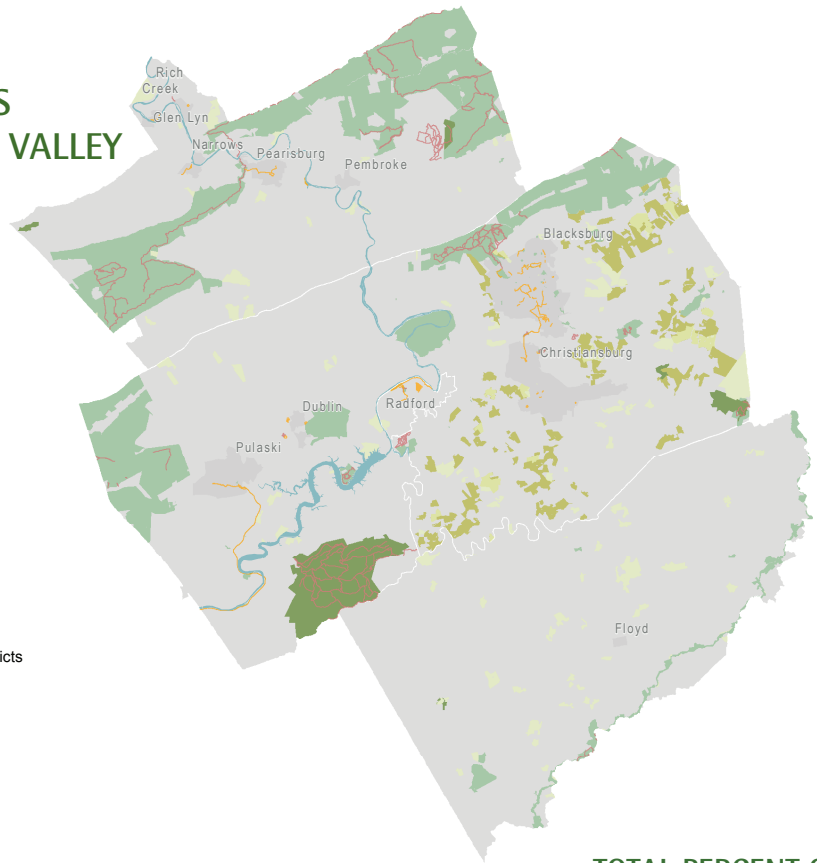 S
VALLEY
Rich
Creek
Glen Lyn
Narrows
Pearisburg
Pembroke
Blacksburg
Christiansburg
Dublin
Radford
Pulaski
Floyd
icts
TOTAL PERCENT